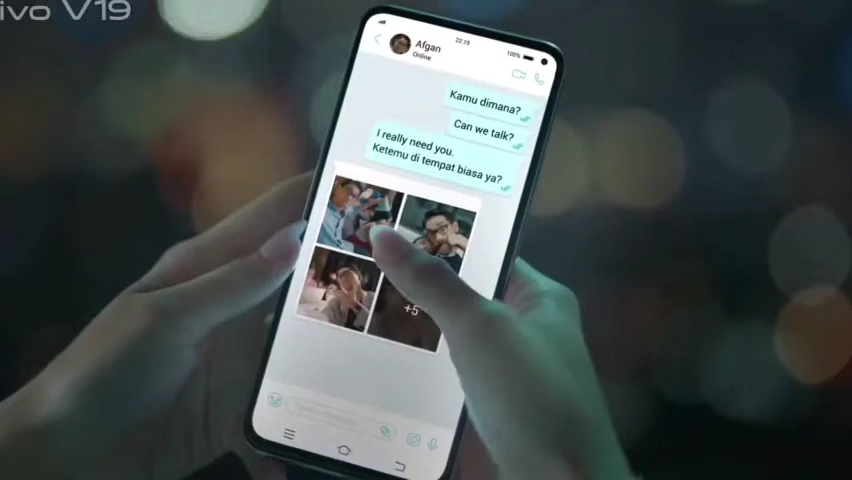 ivo V19
22:19
100%
Afgan
Online
Kamu dimana?
Can we talk?
I really need you.
Ketemu di tempat biasa ya?
+5